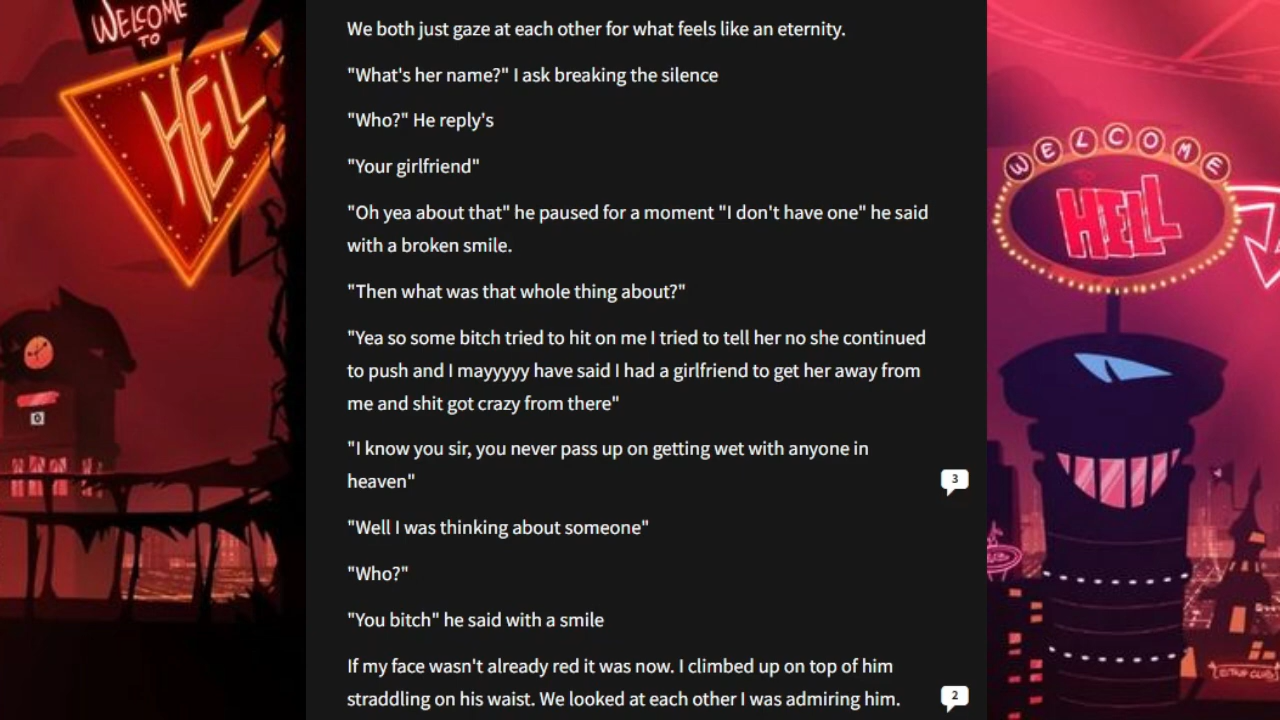 WELCOME
TO
HELL
We both just gaze at each other for what feels like an eternity.
"What's her name?" I ask breaking the silence
"Who?" He reply's
"Your girlfriend"
"Oh yea about that" he paused for a moment "I don't have one" he said
with a broken smile.
"Then what was that whole thing about?"
"Yea so some bitch tried to hit on me I tried to tell her no she continued
to push and I mayyyyy have said I had a girlfriend to get her away from
me and shit got crazy from there"
"I know you sir, you never pass up on getting wet with anyone in
heaven"
3
"Well I was thinking about someone"
"Who?"
"You bitch" he said with a smile
If my face wasn't already red it was now. I climbed up on top of him
straddling on his waist. We looked at each other I was admiring him.
2
WELCOME
TO
HELL